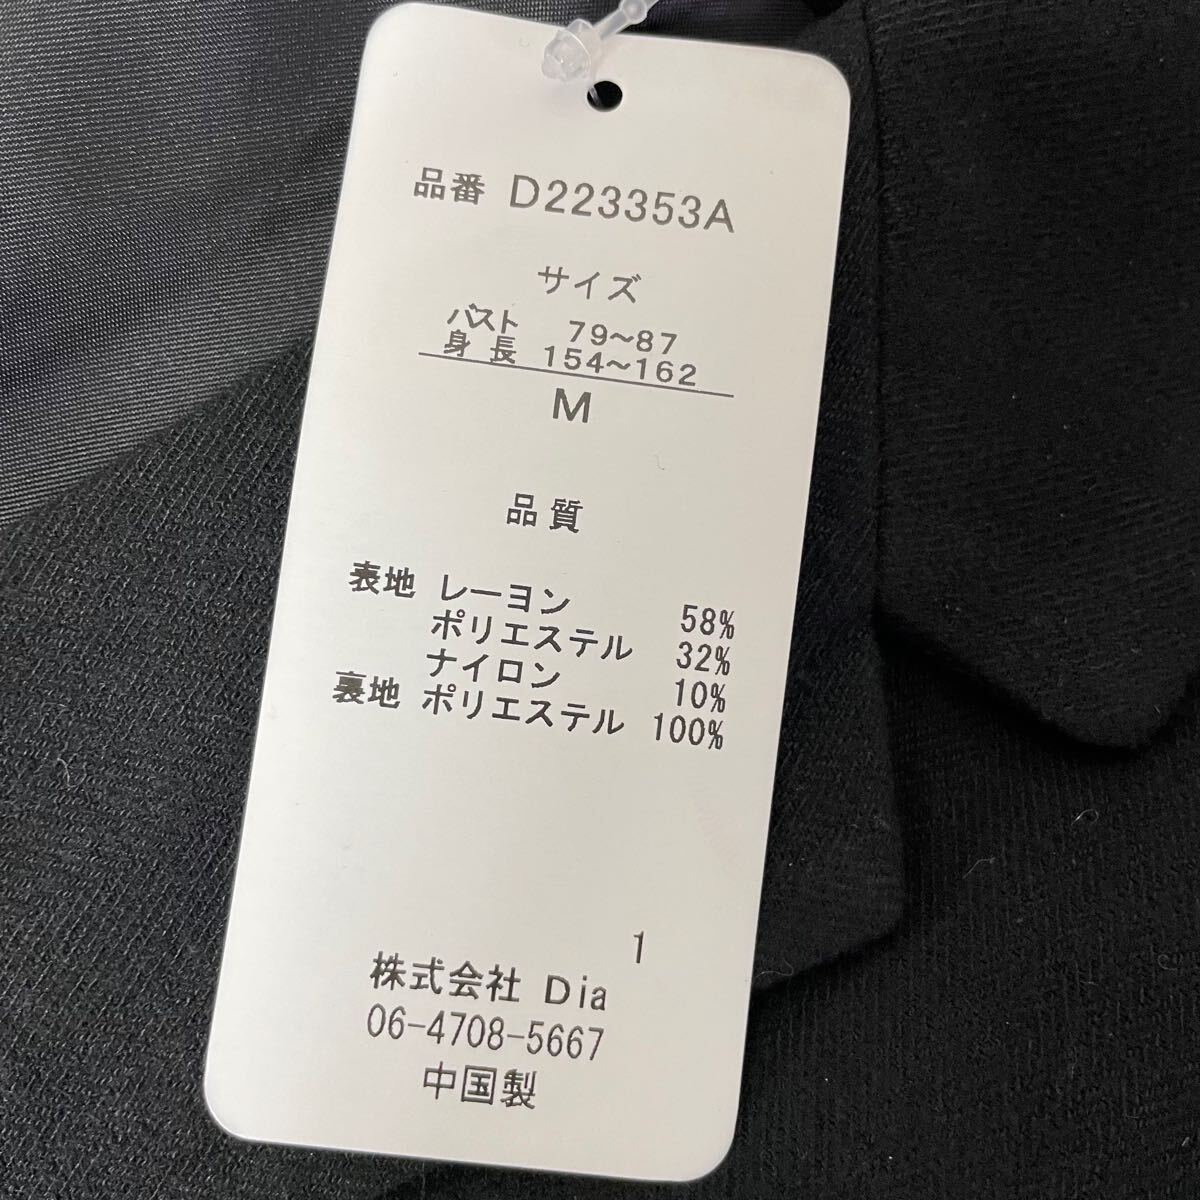 品番 D223353A
サイズ
バスト 79～87
身長 154～162
M
品質
表地 レーヨン 58%
ポリエステル 32%
ナイロン 10%
裏地 ポリエステル 100%
1
株式会社 Dia
06-4708-5667
中国製